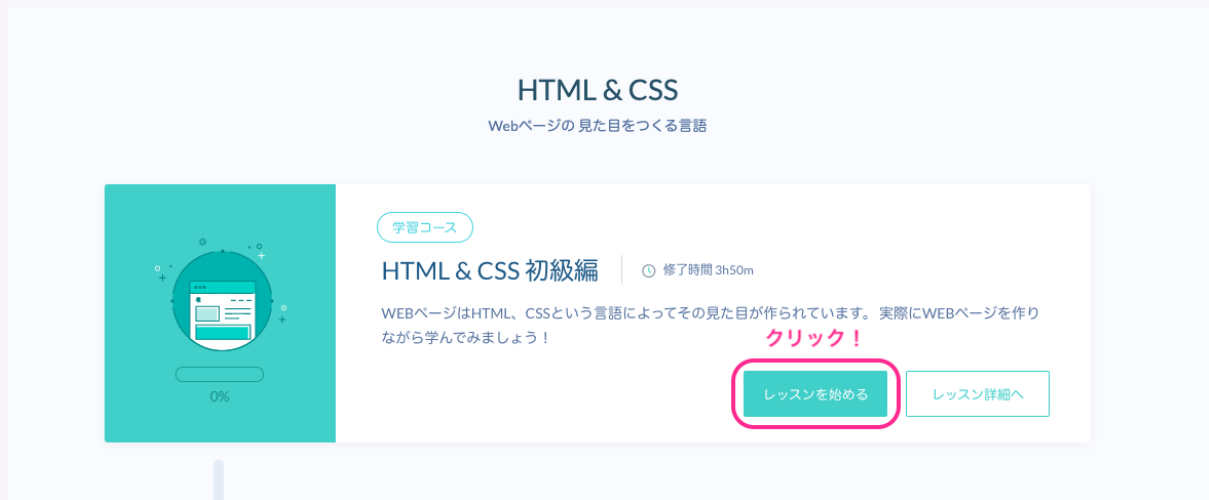 HTML & CSS
Webページの 見た目をつくる言語
学習コース
HTML & CSS 初級編
修了時間 3h50m
WEBページはHTML、CSSという言語によってその見た目が作られています。 実際にWEBページを作り
ながら学んでみましょう！
クリック！
0%
レッスンを始める
レッスン詳細へ